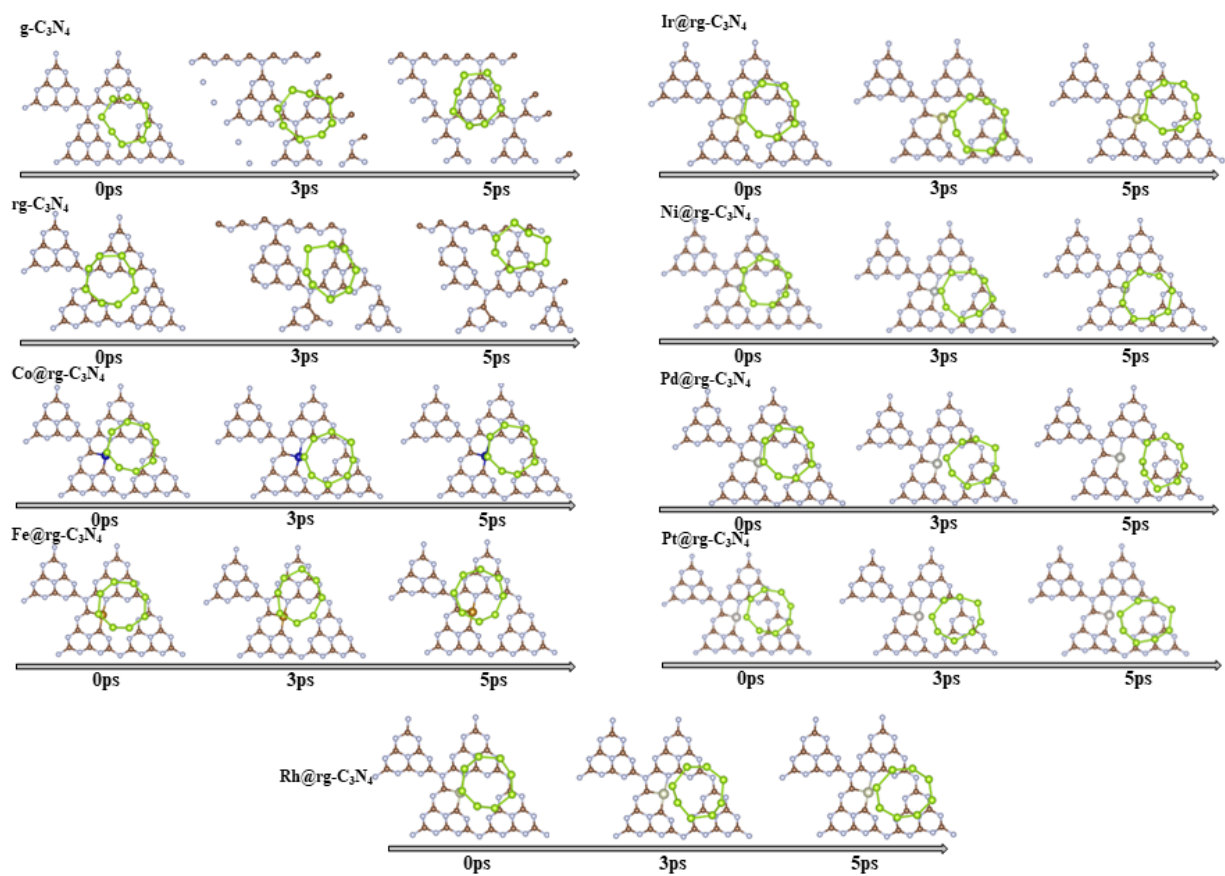 g-C₃N₄
0ps 3ps 5ps
rg-C₃N₄
0ps 3ps 5ps
Co@rg-C₃N₄
0ps 3ps 5ps
Fe@rg-C₃N₄
0ps 3ps 5ps
Ir@rg-C₃N₄
0ps 3ps 5ps
Ni@rg-C₃N₄
0ps 3ps 5ps
Pd@rg-C₃N₄
0ps 3ps 5ps
Pt@rg-C₃N₄
0ps 3ps 5ps
Rh@rg-C₃N₄
0ps 3ps 5ps